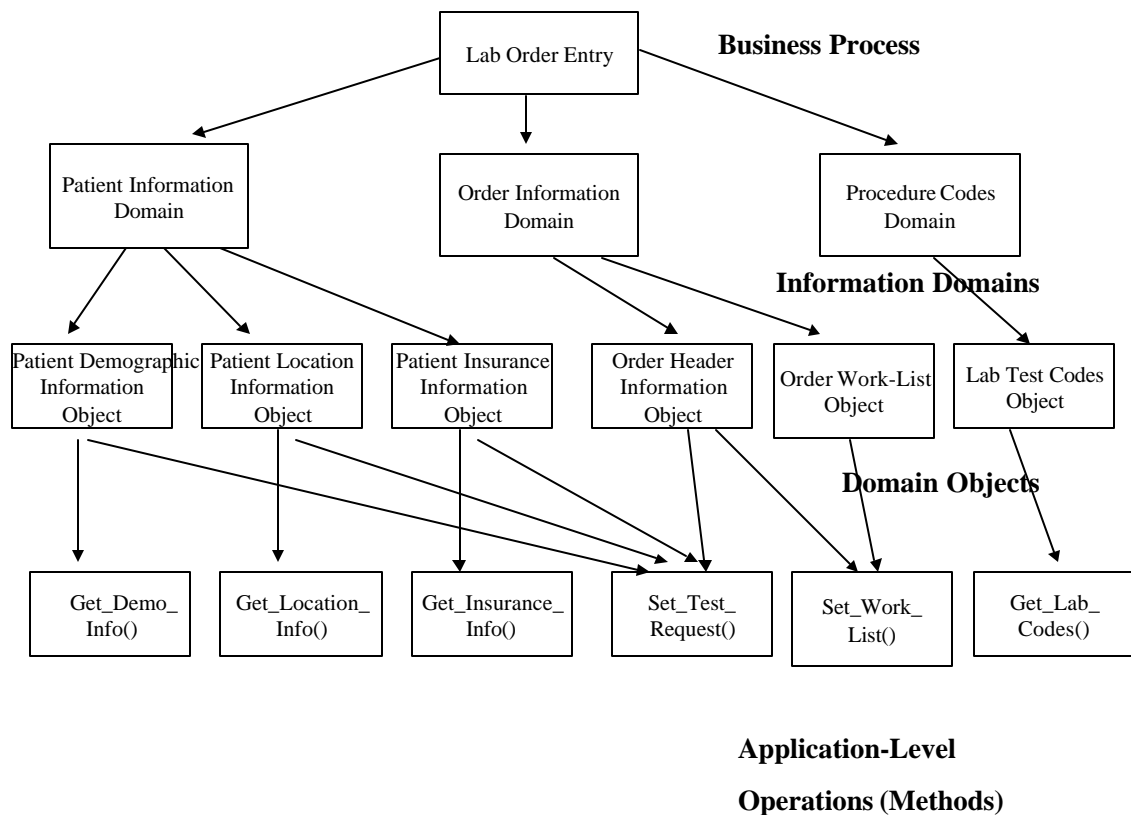 Lab Order Entry
Business Process
Patient Information
Domain
Order Information
Domain
Procedure Codes
Domain
Information Domains
Patient Demographic
Information
Object
Patient Location
Information
Object
Patient Insurance
Information
Object
Order Header
Information
Object
Order Work-List
Object
Lab Test Codes
Object
Domain Objects
Get_Demo_
Info()
Get_Location_
Info()
Get_Insurance_
Info()
Set_Test_
Request()
Set_Work_
List()
Get_Lab_
Codes()
Application-Level
Operations (Methods)